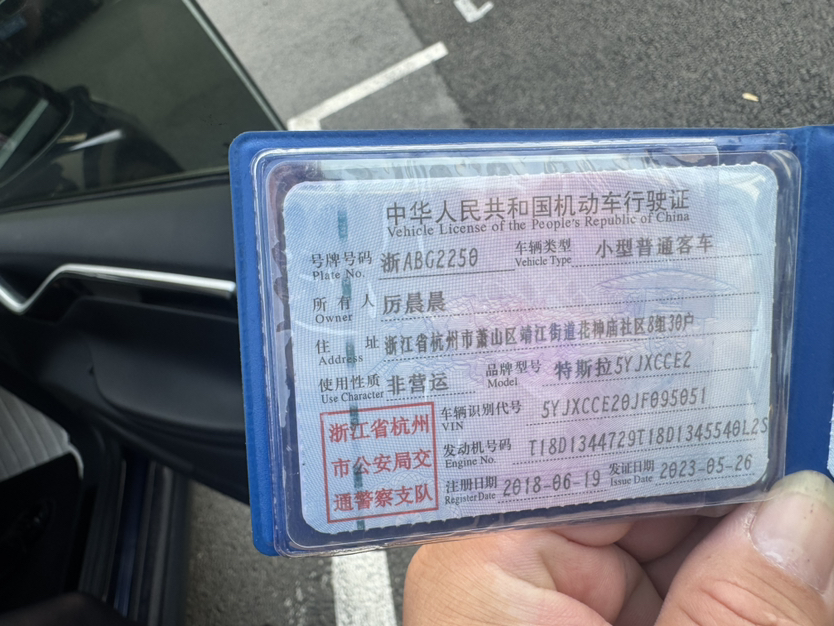 中华人民共和国机动车行驶证
Vehicle License of the People's Republic of China
号牌号码 浙ABG2250 车辆类型 小型普通客车
Plate No. Vehicle Type
所有人 厉晨晨
Owner
住址 浙江省杭州市萧山区靖江街道花神庙社区8组30户
Address
使用性质 非营运 品牌型号 特斯拉5YJXCCE2
Use Character Model
浙江省杭州
市公安局交
通警察支队
车辆识别代号 5YJXCCE20JF095051
VIN
发动机号码 T18D1344729T18D1345540L2S
Engine No.
注册日期 2018-06-19 发证日期 2023-05-26
Register Date Issue Date